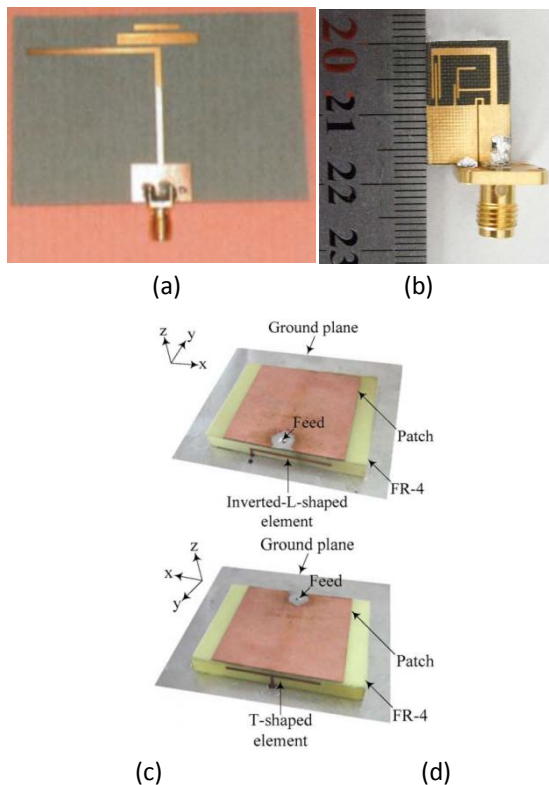 20
21
22
23
(a)
(b)
Ground plane
z
y
x
Feed
Patch
FR-4
Inverted-L-shaped
element
Ground plane
z
x
y
Feed
Patch
FR-4
T-shaped
element
(c)
(d)